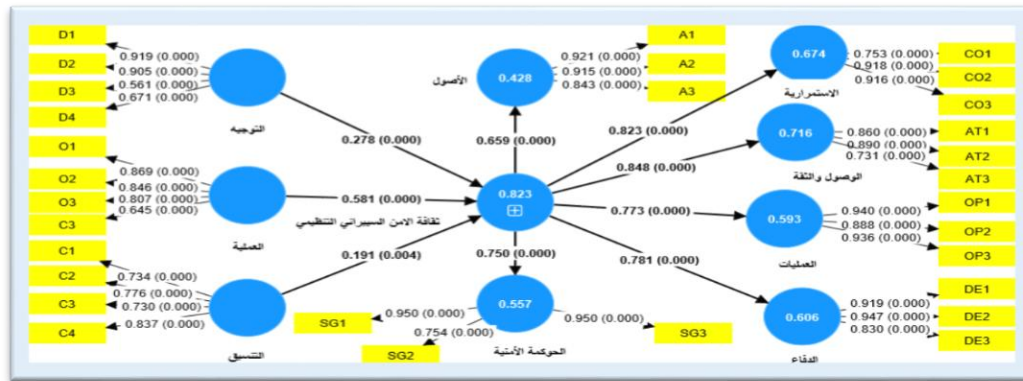 D1
D2
D3
D4
0.919 (0.000)
0.905 (0.000)
0.561 (0.000)
0.671 (0.000)
التوجيه
O1
O2
O3
C3
0.869 (0.000)
0.846 (0.000)
0.807 (0.000)
0.645 (0.000)
العملية
C1
C2
C3
C4
0.734 (0.000)
0.776 (0.000)
0.730 (0.000)
0.837 (0.000)
التنسيق
0.278 (0.000)
0.581 (0.000)
0.191 (0.004)
0.428
الأصول
0.921 (0.000)
0.915 (0.000)
0.843 (0.000)
A1
A2
A3
0.659 (0.000)
0.823
ثقافة الامن السيبراني التنظيمي
0.750 (0.000)
0.557
الحوكمة الأمنية
0.950 (0.000)
0.754 (0.000)
0.950 (0.000)
SG1
SG2
SG3
0.823 (0.000)
0.848 (0.000)
0.773 (0.000)
0.781 (0.000)
0.674
الاستمرارية
0.753 (0.000)
0.918 (0.000)
0.916 (0.000)
CO1
CO2
CO3
0.716
الوصول والثقة
0.860 (0.000)
0.890 (0.000)
0.731 (0.000)
AT1
AT2
AT3
0.593
العمليات
0.940 (0.000)
0.888 (0.000)
0.936 (0.000)
OP1
OP2
OP3
0.606
الدفاع
0.919 (0.000)
0.947 (0.000)
0.830 (0.000)
DE1
DE2
DE3